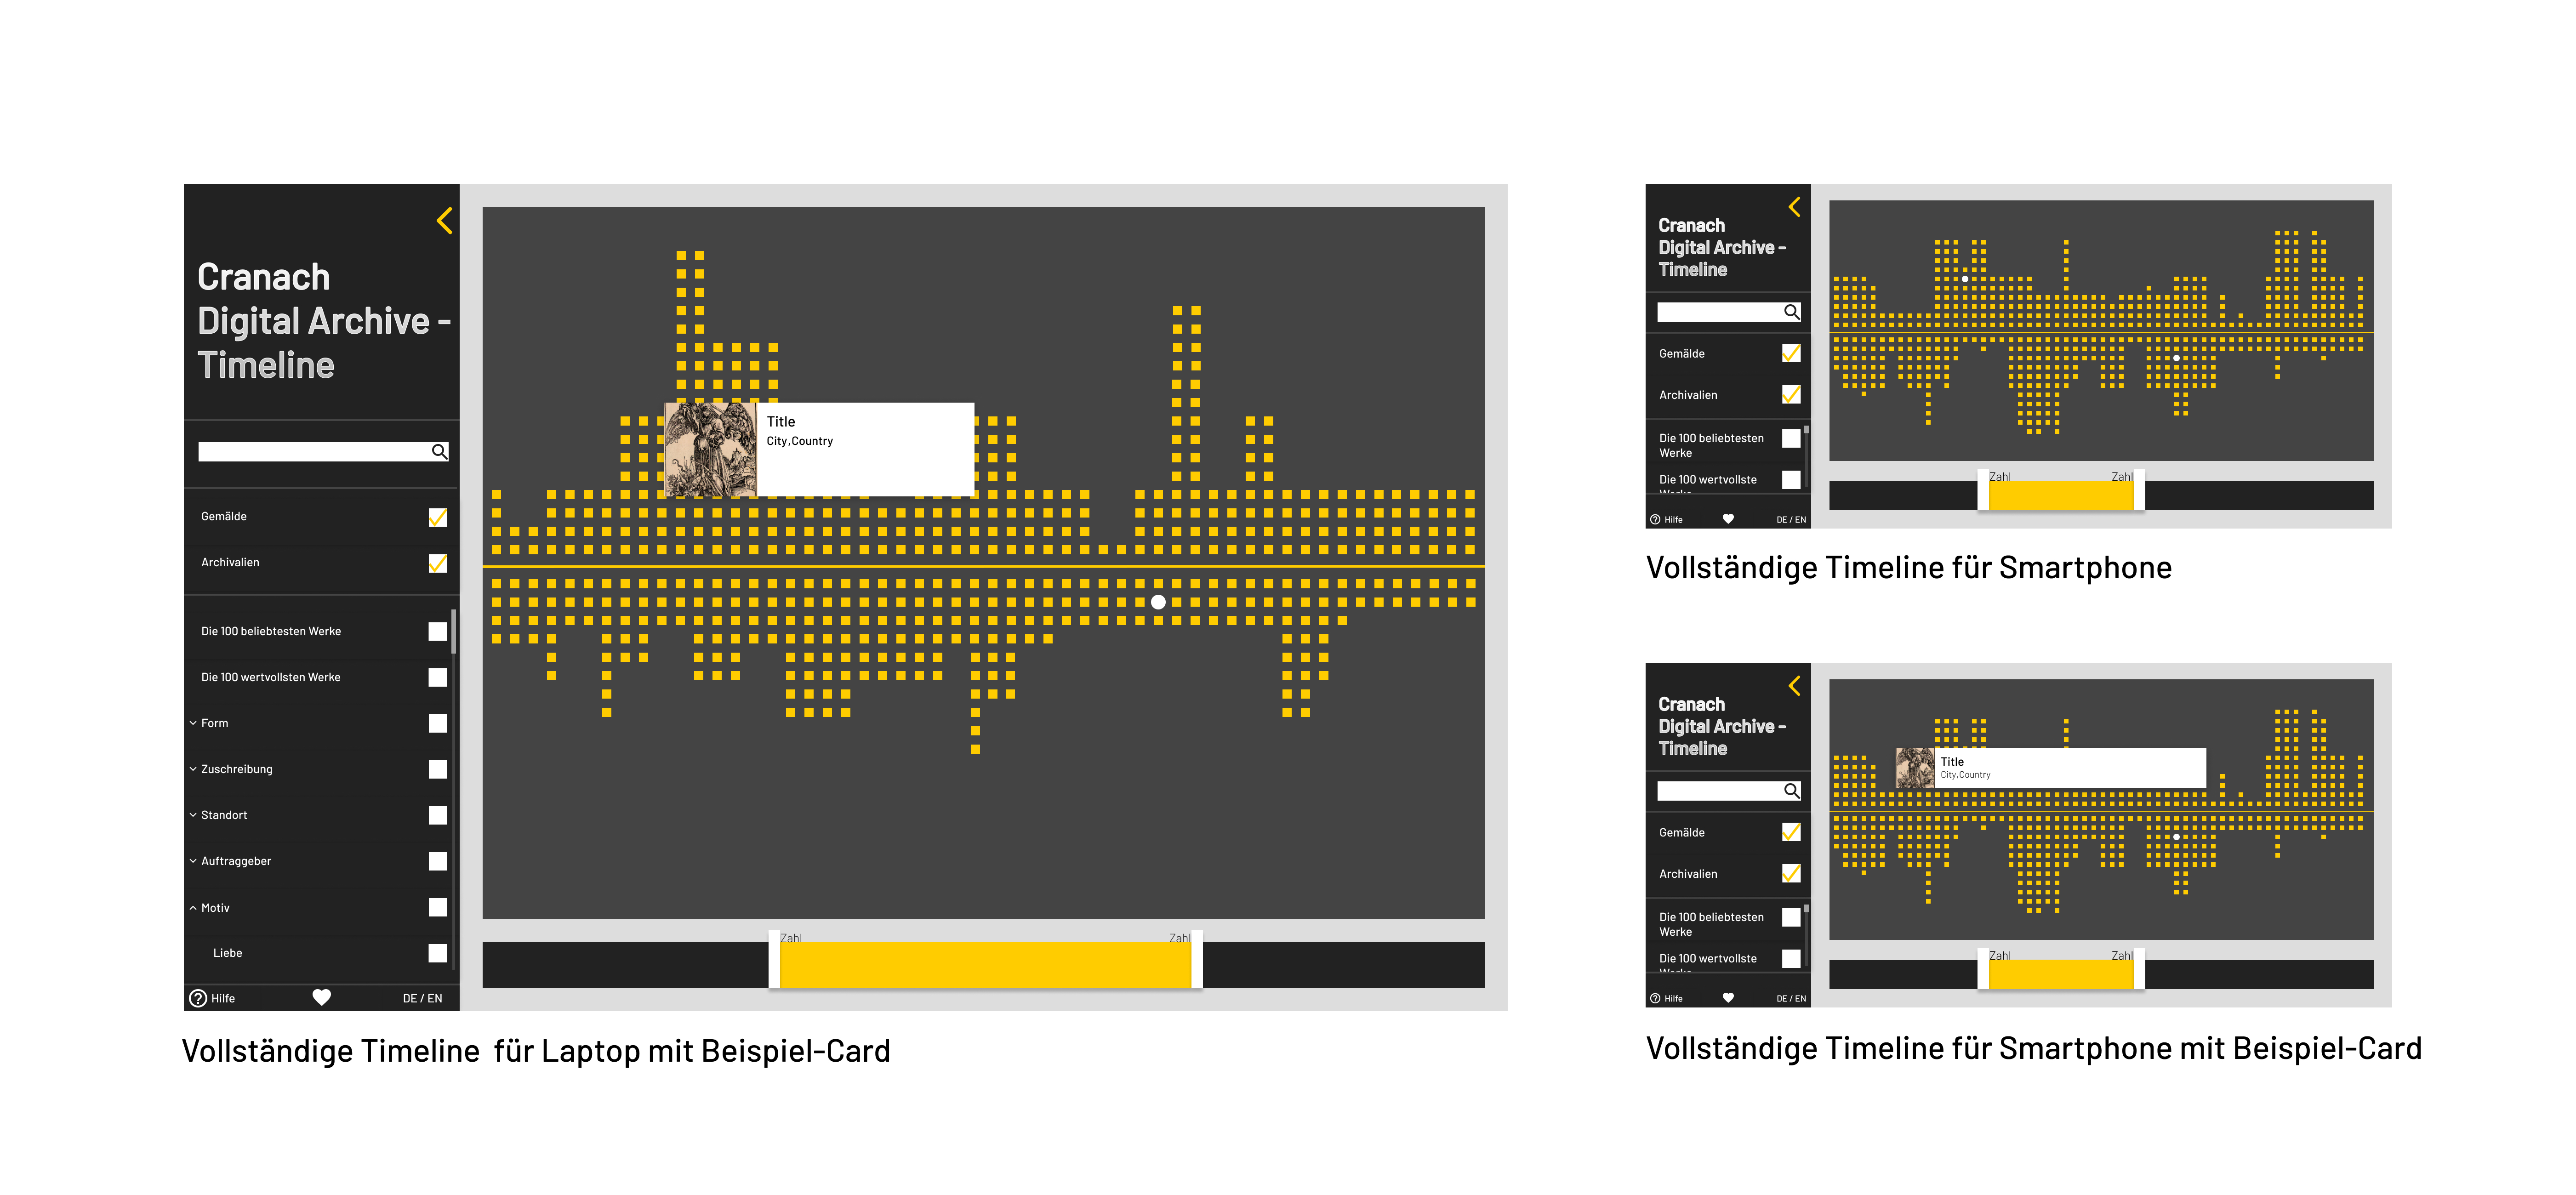 Cranach
Digital Archive -
Timeline
Gemälde
Archivalien
Die 100 beliebtesten Werke
Die 100 wertvollsten Werke
Form
Zuschreibung
Standort
Auftraggeber
Motiv
Liebe
Hilfe
DE / EN
Title
City,Country
Zahl
Zahl
Vollständige Timeline für Laptop mit Beispiel-Card
Cranach
Digital Archive -
Timeline
Gemälde
Archivalien
Die 100 beliebtesten
Werke
Die 100 wertvollste
Werke
Hilfe
DE / EN
Zahl
Zahl
Vollständige Timeline für Smartphone
Cranach
Digital Archive -
Timeline
Gemälde
Archivalien
Die 100 beliebtesten
Werke
Die 100 wertvollste
Werke
Hilfe
DE / EN
Title
City,Country
Zahl
Zahl
Vollständige Timeline für Smartphone mit Beispiel-Card